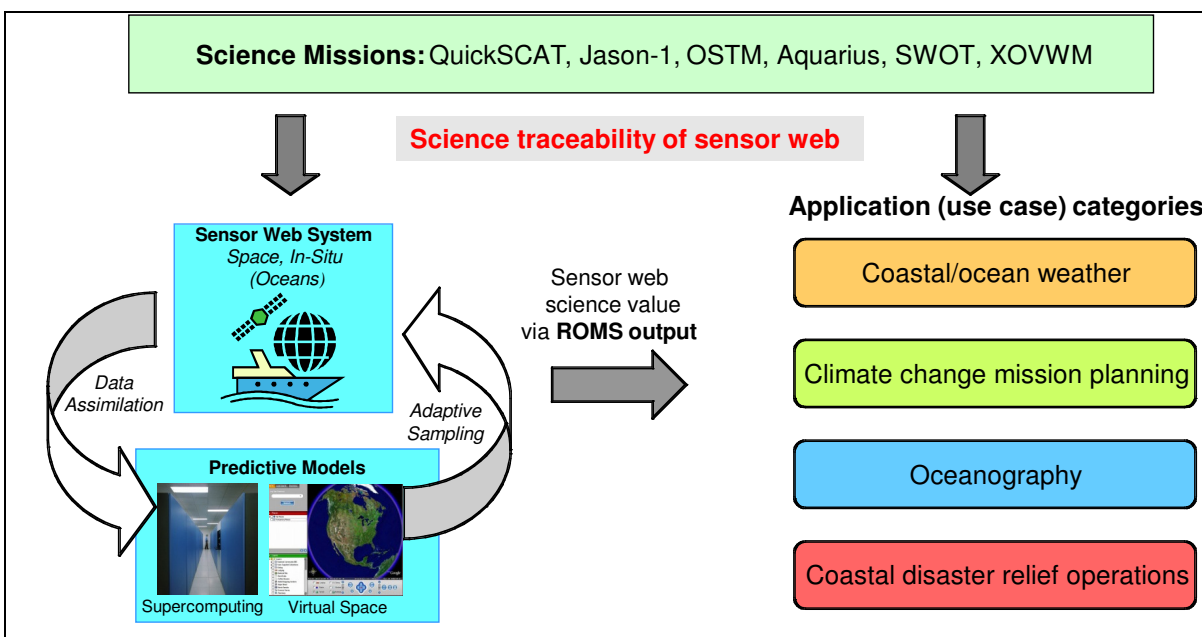 Science Missions: QuickSCAT, Jason-1, OSTM, Aquarius, SWOT, XOVWM
Science traceability of sensor web
Sensor Web System
Space, In-Situ
(Oceans)
Data
Assimilation
Adaptive
Sampling
Predictive Models
Supercomputing
Virtual Space
Sensor web
science value
via ROMS output
Application (use case) categories
Coastal/ocean weather
Climate change mission planning
Oceanography
Coastal disaster relief operations